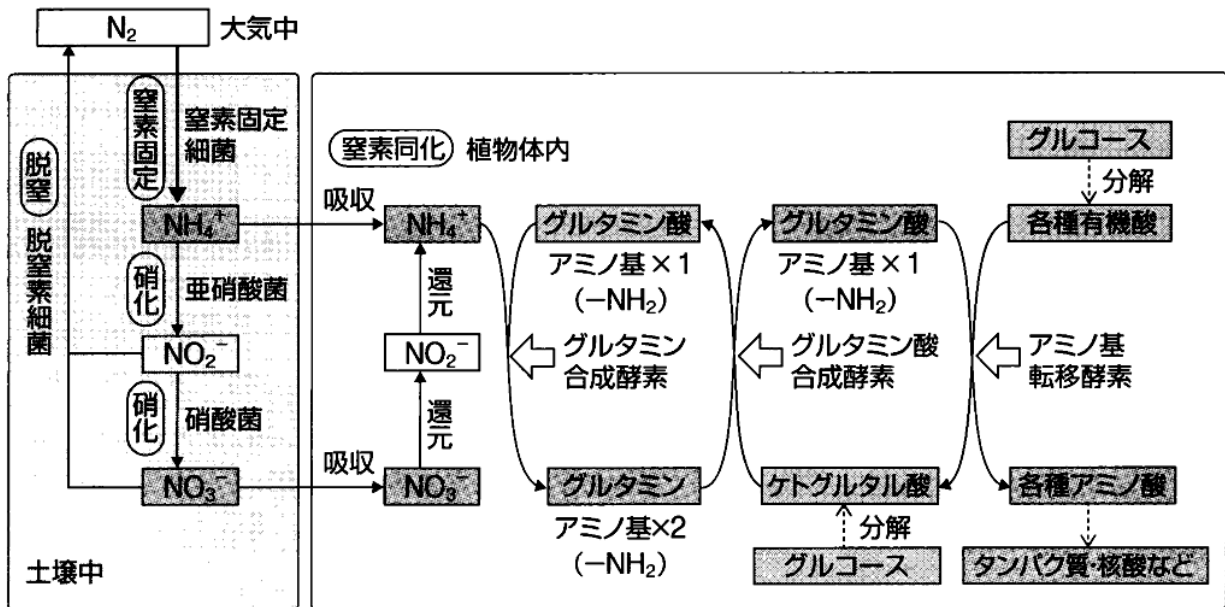 N₂
大気中
窒素固定
窒素固定
細菌
脱窒
脱窒素細菌
NH₄⁺
硝化
亜硝酸菌
NO₂⁻
硝化
硝酸菌
NO₃⁻
土壌中
窒素同化
植物体内
吸収
NH₄⁺
還元
NO₂⁻
還元
吸収
NO₃⁻
グルタミン酸
アミノ基×1
(−NH₂)
グルタミン
合成酵素
グルタミン
アミノ基×2
(−NH₂)
グルタミン酸
アミノ基×1
(−NH₂)
グルタミン酸
合成酵素
ケトグルタル酸
分解
グルコース
グルコース
分解
各種有機酸
アミノ基
転移酵素
各種アミノ酸
タンパク質・核酸など